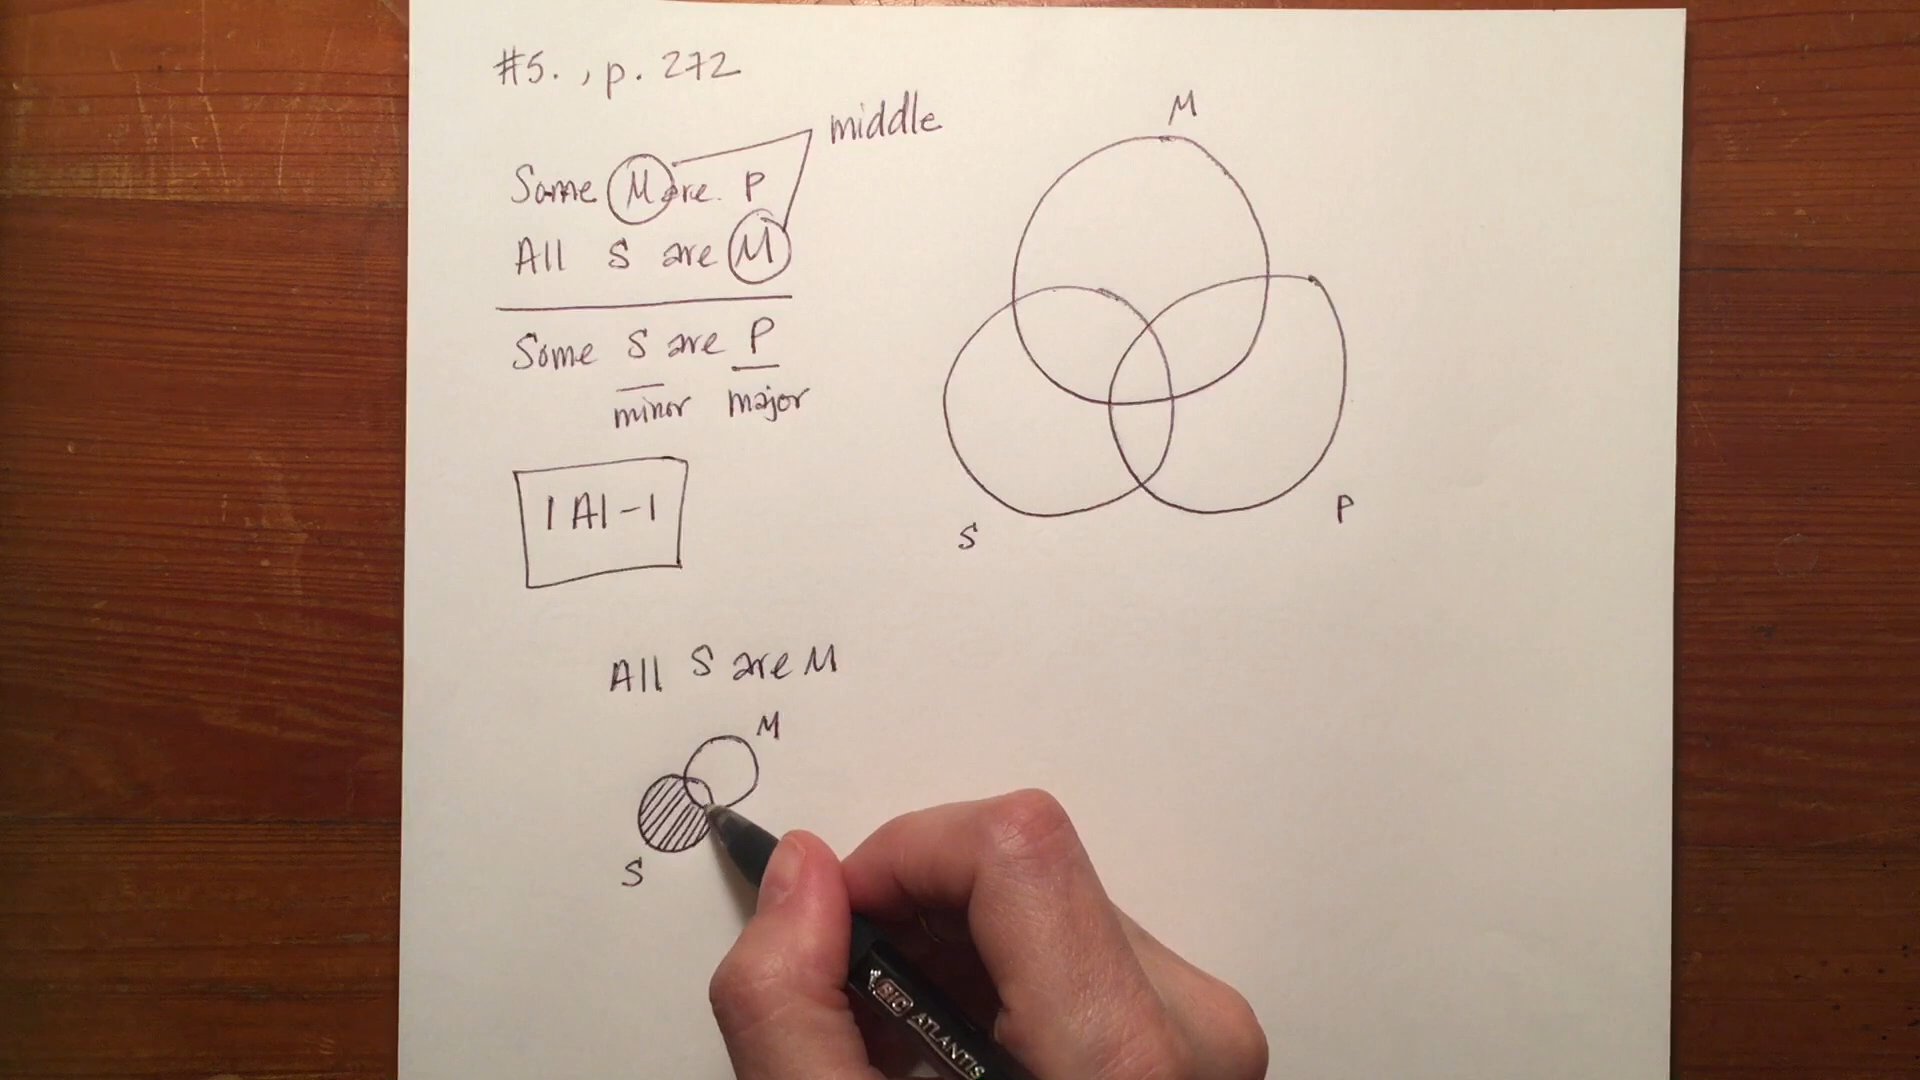 #5., p. 272
middle
Some M are P
All S are M
Some S are P
minor major
IAI-1
M
S
P
All S are M
M
S
BIC ATLANTIS